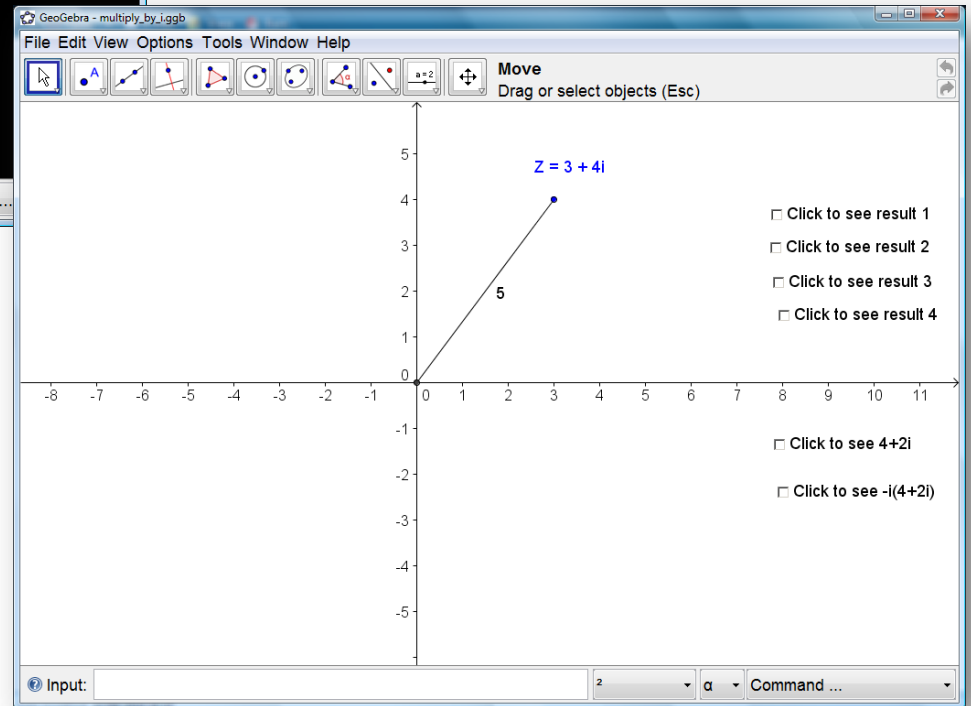 GeoGebra - multiply_by_i.ggb
File Edit View Options Tools Window Help
A
α
a=2
Move
Drag or select objects (Esc)
5
Z = 3 + 4i
4
Click to see result 1
3
Click to see result 2
2
5
Click to see result 3
1
Click to see result 4
0
-8 -7 -6 -5 -4 -3 -2 -1 0 1 2 3 4 5 6 7 8 9 10 11
-1
Click to see 4+2i
-2
Click to see -i(4+2i)
-3
-4
-5
Input:
²
α
Command ...
...